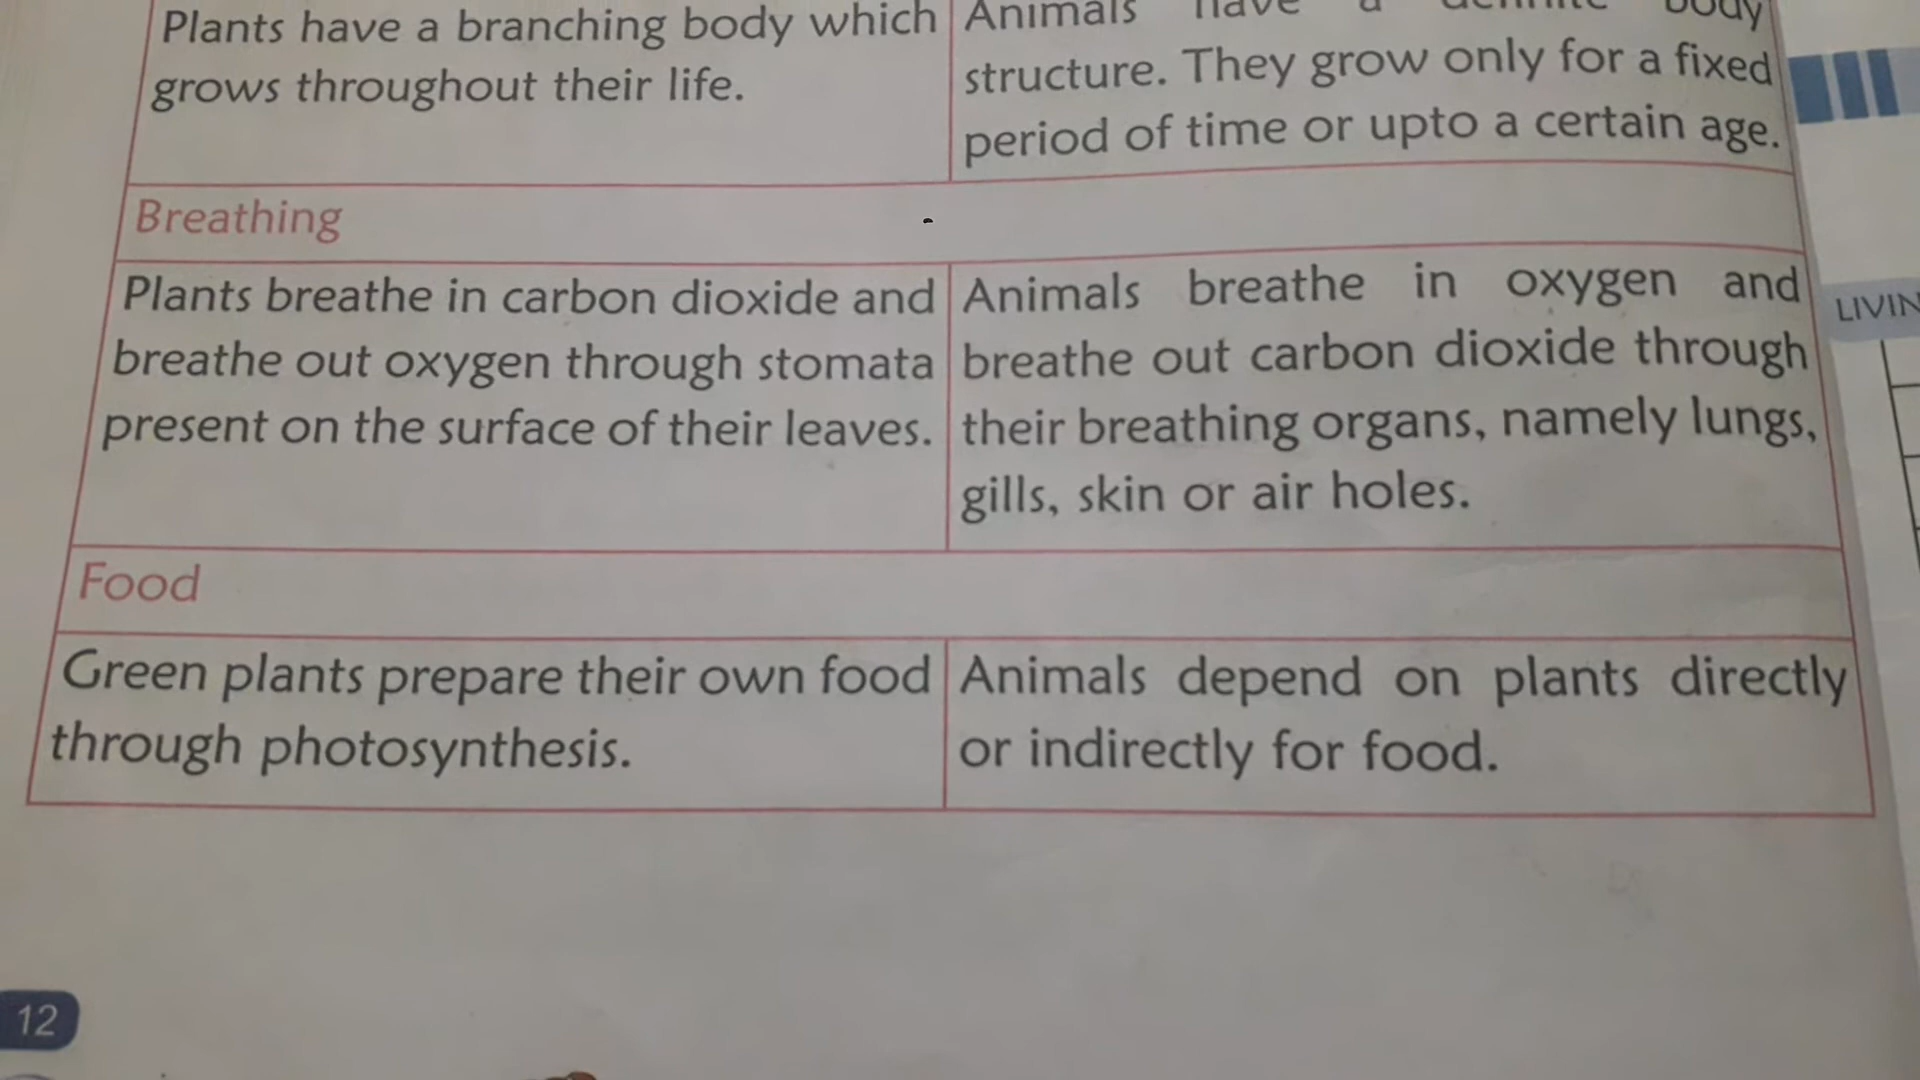 Plants have a branching body which
grows throughout their life.
Animals have a definite body
structure. They grow only for a fixed
period of time or upto a certain age.
Breathing
Plants breathe in carbon dioxide and
breathe out oxygen through stomata
present on the surface of their leaves.
Animals breathe in oxygen and
breathe out carbon dioxide through
their breathing organs, namely lungs,
gills, skin or air holes.
Food
Green plants prepare their own food
through photosynthesis.
Animals depend on plants directly
or indirectly for food.
12
LIVIN